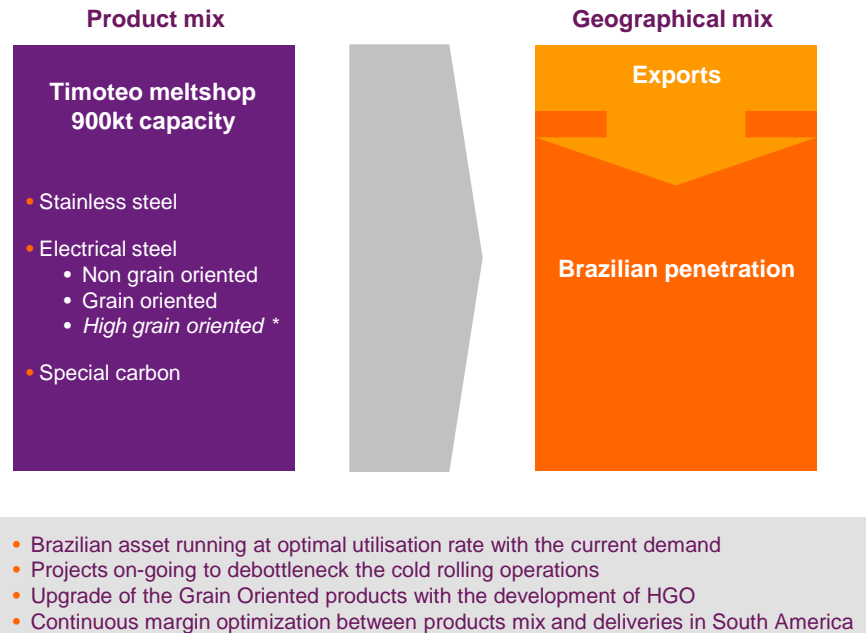 Product mix
Geographical mix
Timoteo meltshop
900kt capacity
• Stainless steel
• Electrical steel
• Non grain oriented
• Grain oriented
• High grain oriented *
• Special carbon
Exports
Brazilian penetration
• Brazilian asset running at optimal utilisation rate with the current demand
• Projects on-going to debottleneck the cold rolling operations
• Upgrade of the Grain Oriented products with the development of HGO
• Continuous margin optimization between products mix and deliveries in South America